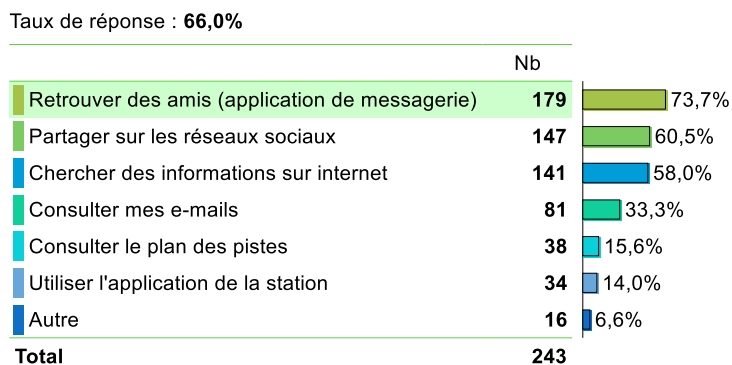 Taux de réponse : 66,0%
Nb
Retrouver des amis (application de messagerie) 179 73,7%
Partager sur les réseaux sociaux 147 60,5%
Chercher des informations sur internet 141 58,0%
Consulter mes e-mails 81 33,3%
Consulter le plan des pistes 38 15,6%
Utiliser l'application de la station 34 14,0%
Autre 16 6,6%
Total 243